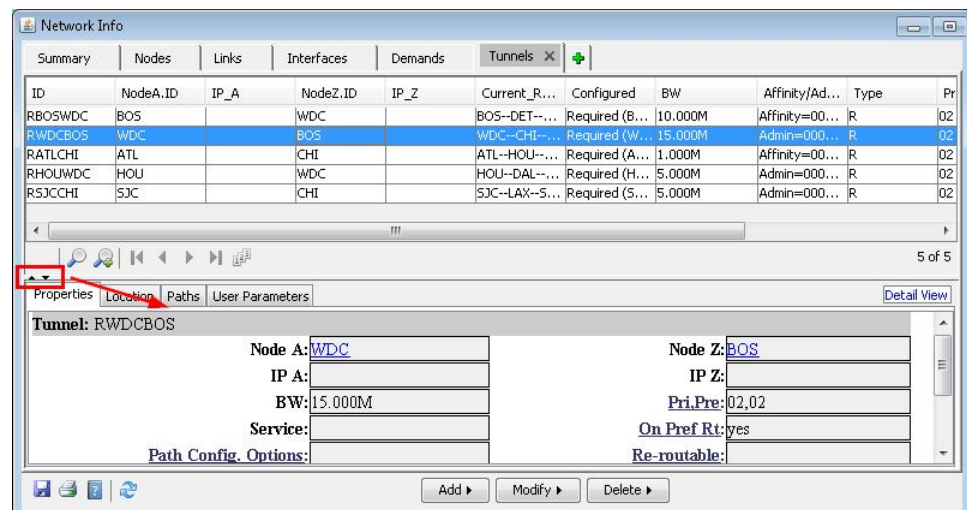 Network Info
Summary Nodes Links Interfaces Demands Tunnels
ID NodeA.ID IP_A NodeZ.ID IP_Z Current_R... Configured BW Affinity/Ad... Type Pr
RBOSWDC BOS WDC BOS--DET--... Required (B... 10.000M Affinity=00... R 02
RWDCBOS WDC BOS WDC--CHI--... Required (W... 15.000M Admin=000... R 02
RATLCHI ATL CHI ATL--HOU--... Required (A... 1.000M Affinity=00... R 02
RHOUWDC HOU WDC HOU--DAL--... Required (H... 5.000M Admin=000... R 02
RSJCCHI SJC CHI SJC--LAX--S... Required (S... 5.000M Admin=000... R 02
5 of 5
Properties Location Paths User Parameters Detail View
Tunnel: RWDCBOS
Node A: WDC Node Z: BOS
IP A: IP Z:
BW: 15.000M Pri,Pre: 02,02
Service: On Pref Rt: yes
Path Config. Options: Re-routable:
Add Modify Delete